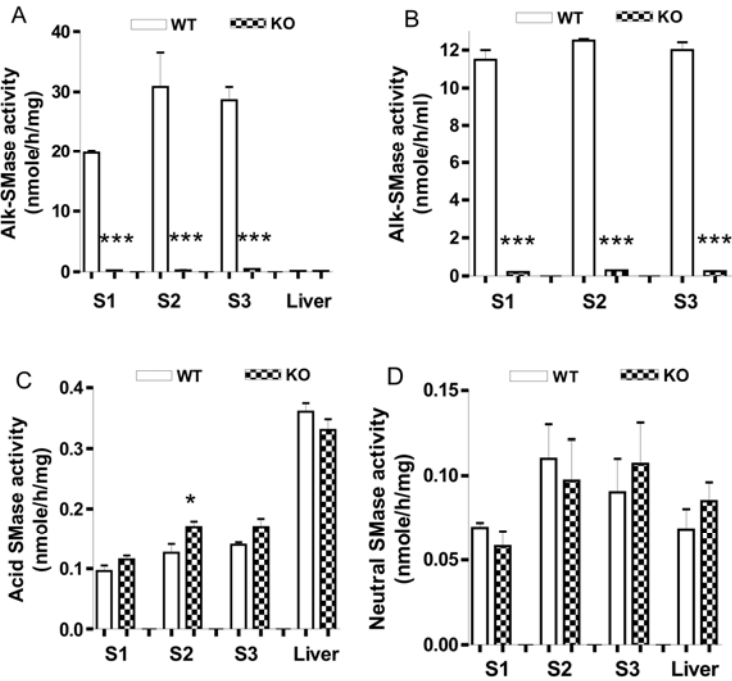 A
WT KO
Alk-SMase activity
(nmole/h/mg)
40
30
20
10
0
*** *** ***
S1 S2 S3 Liver
B
WT KO
Alk-SMase activity
(nmole/h/ml)
12
10
8
6
4
2
0
*** *** ***
S1 S2 S3
C
WT KO
Acid SMase activity
(nmole/h/mg)
0.4
0.3
0.2
0.1
0.0
*
S1 S2 S3 Liver
D
WT KO
Neutral SMase activity
(nmole/h/mg)
0.15
0.10
0.05
0.00
S1 S2 S3 Liver